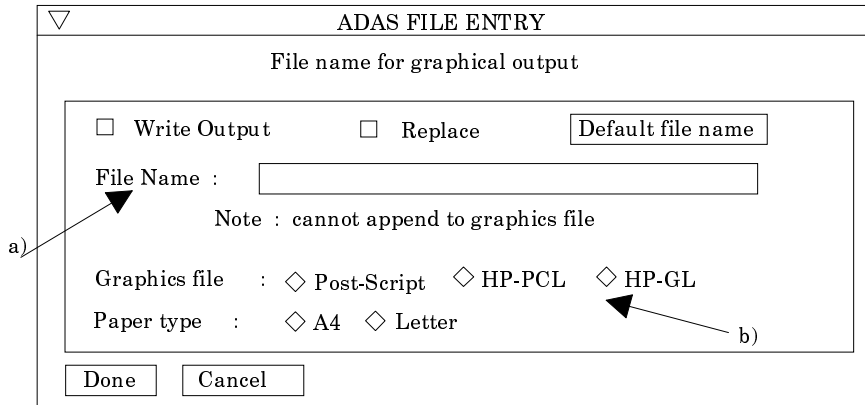 ADAS FILE ENTRY
File name for graphical output
Write Output Replace Default file name
File Name :
Note : cannot append to graphics file
a)
Graphics file : Post-Script HP-PCL HP-GL
Paper type : A4 Letter
b)
Done Cancel